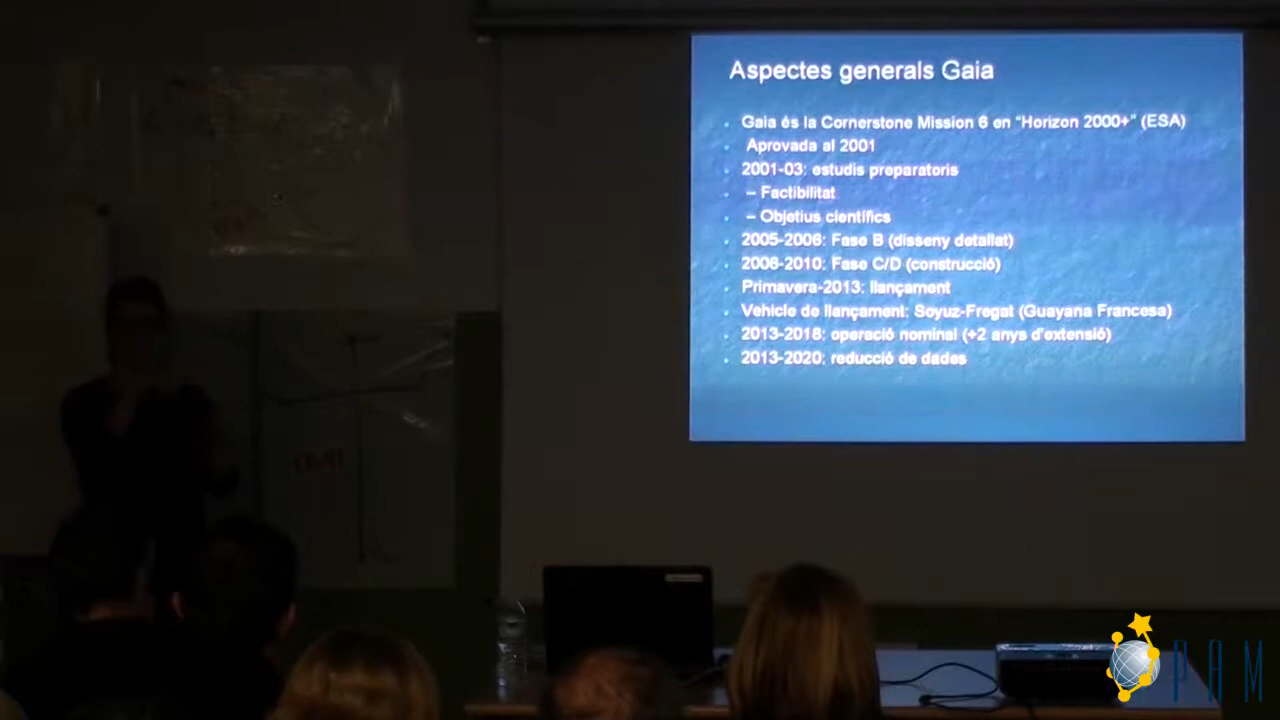 Aspectes generals Gaia
Gaia és la Cornerstone Mission 6 en "Horizon 2000+" (ESA)
Aprovada al 2001
2001-03: estudis preparatoris
– Factibilitat
– Objetius científics
2005-2006: Fase B (disseny detallat)
2006-2010: Fase C/D (construcció)
Primavera-2013: llançament
Vehicle de llançament: Soyuz-Fregat (Guayana Francesa)
2013-2018: operació nominal (+2 anys d'extensió)
2013-2020: reducció de dades
PAM